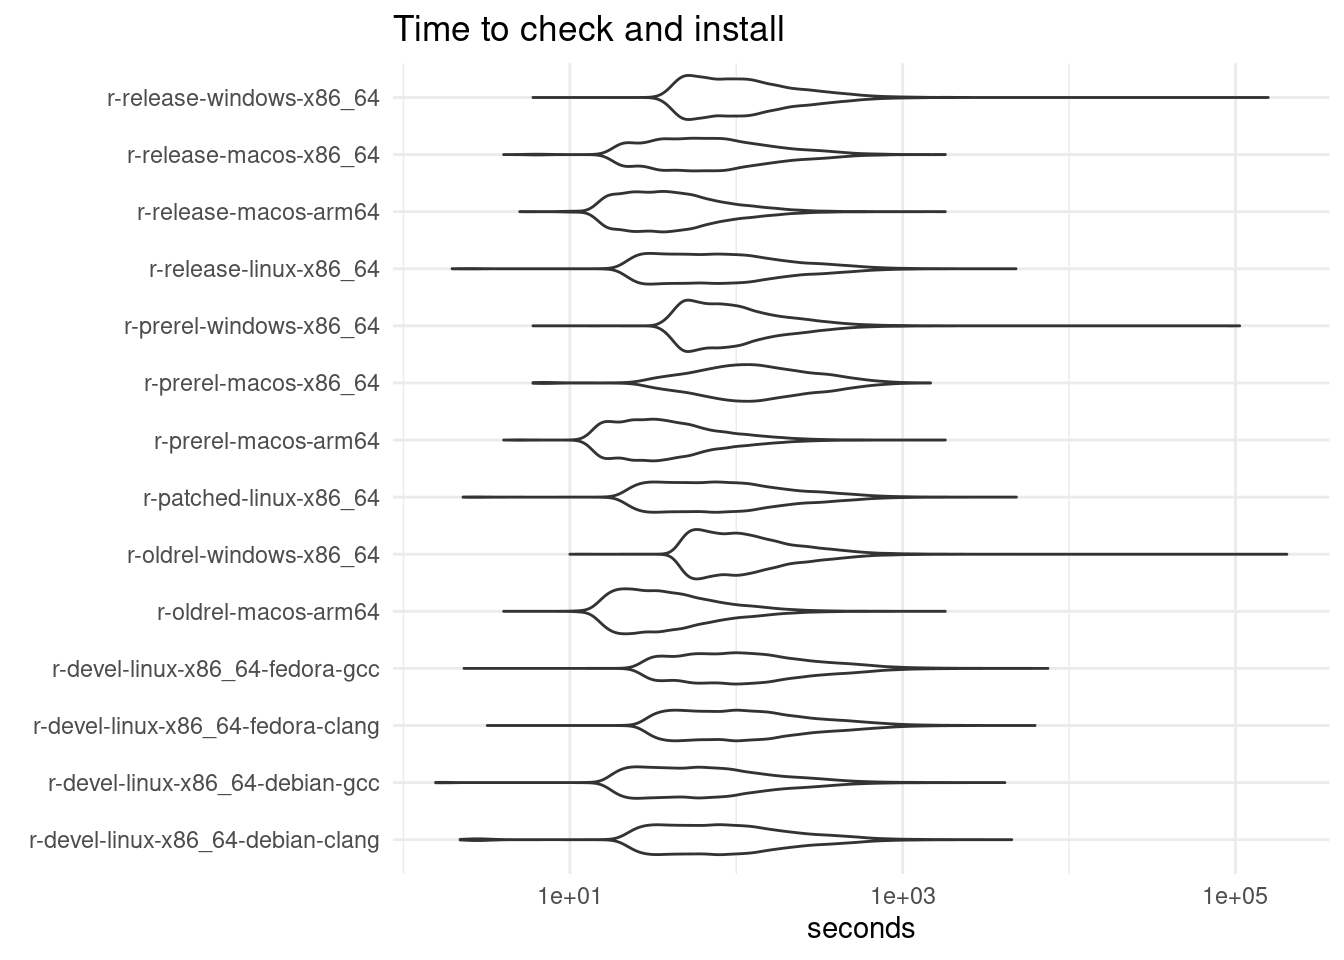 Time to check and install
r-release-windows-x86_64
r-release-macos-x86_64
r-release-macos-arm64
r-release-linux-x86_64
r-prerel-windows-x86_64
r-prerel-macos-x86_64
r-prerel-macos-arm64
r-patched-linux-x86_64
r-oldrel-windows-x86_64
r-oldrel-macos-arm64
r-devel-linux-x86_64-fedora-gcc
r-devel-linux-x86_64-fedora-clang
r-devel-linux-x86_64-debian-gcc
r-devel-linux-x86_64-debian-clang
1e+01 1e+03 1e+05
seconds